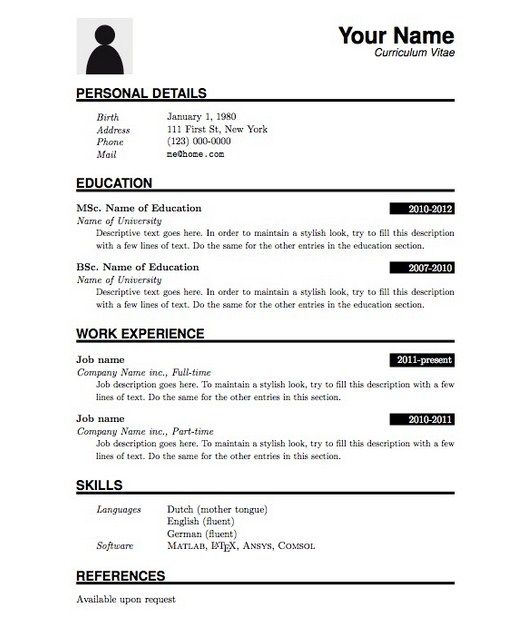 Your Name
Curriculum Vitae
PERSONAL DETAILS
Birth January 1, 1980
Address 111 First St, New York
Phone (123) 000-0000
Mail me@home.com
EDUCATION
MSc. Name of Education 2010-2012
Name of University
Descriptive text goes here. In order to maintain a stylish look, try to fill this description
with a few lines of text. Do the same for the other entries in the education section.
BSc. Name of Education 2007-2010
Name of University
Descriptive text goes here. In order to maintain a stylish look, try to fill this description
with a few lines of text. Do the same for the other entries in the education section.
WORK EXPERIENCE
Job name 2011-present
Company Name inc., Full-time
Job description goes here. To maintain a stylish look, try to fill this description with a few
lines of text. Do the same for the other entries in this section.
Job name 2010-2011
Company Name inc., Part-time
Job description goes here. To maintain a stylish look, try to fill this description with a few
lines of text. Do the same for the other entries in this section.
SKILLS
Languages Dutch (mother tongue)
English (fluent)
German (fluent)
Software MATLAB, LATEX, ANSYS, COMSOL
REFERENCES
Available upon request